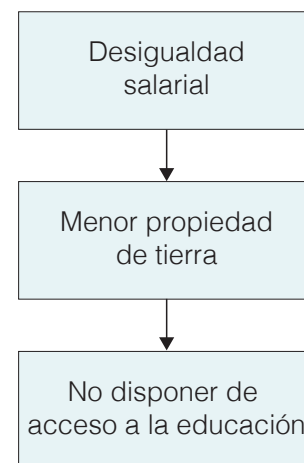 Desigualdad
salarial
Menor propiedad
de tierra
No disponer de
acceso a la educación